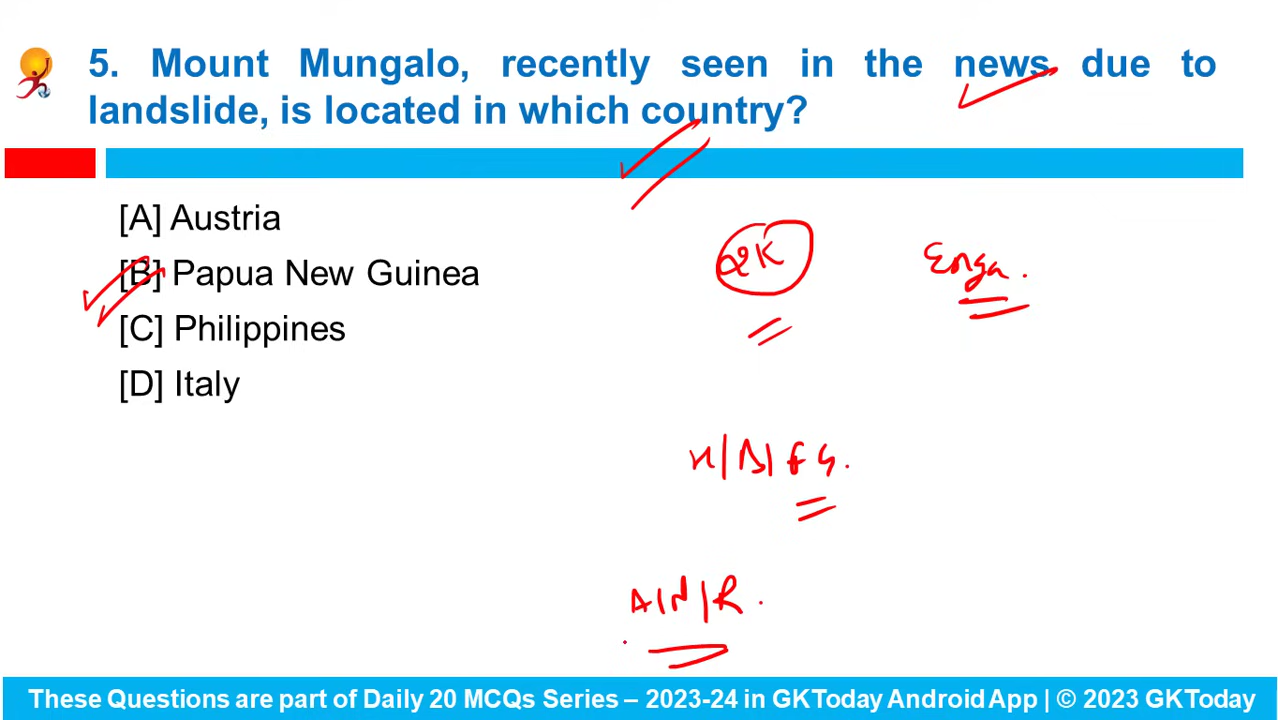 5. Mount Mungalo, recently seen in the news due to
landslide, is located in which country?
[A] Austria
[B] Papua New Guinea
[C] Philippines
[D] Italy
2K
Enga.
A/N/R.
These Questions are part of Daily 20 MCQs Series – 2023-24 in GKToday Android App | © 2023 GKToday